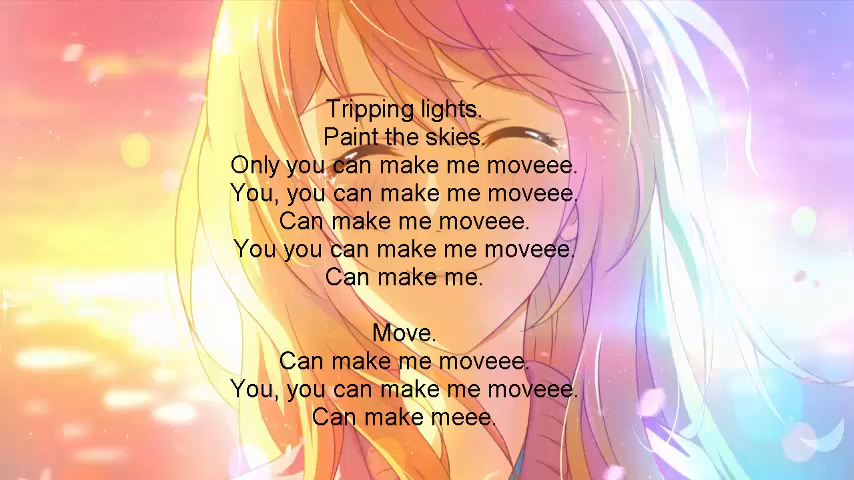 Tripping lights.
Paint the skies.
Only you can make me moveee.
You, you can make me moveee.
Can make me moveee.
You you can make me moveee.
Can make me.
Move.
Can make me moveee.
You, you can make me moveee.
Can make meee.